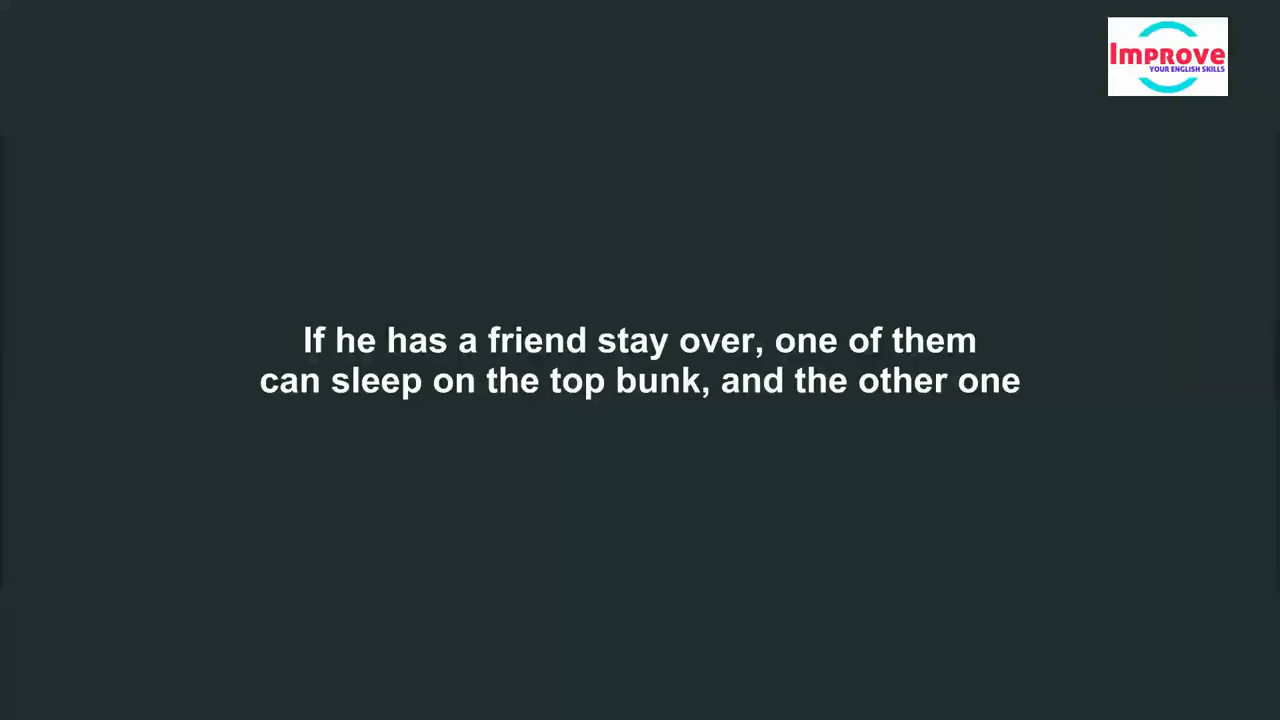 Improve
YOUR ENGLISH SKILLS
If he has a friend stay over, one of them
can sleep on the top bunk, and the other one